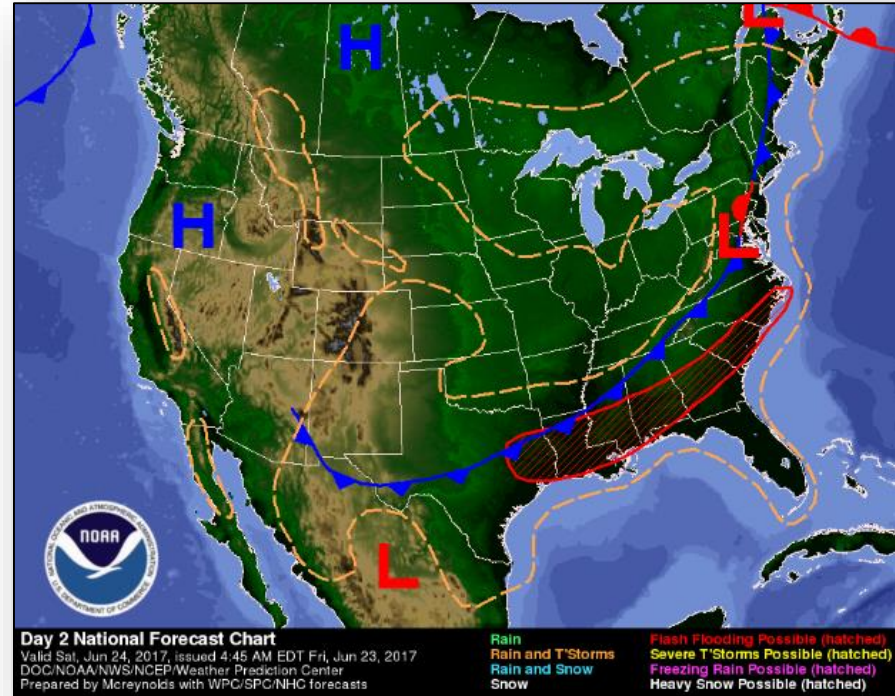 L
H
H
L
L
NATIONAL OCEANIC AND ATMOSPHERIC ADMINISTRATION
NOAA
U.S. DEPARTMENT OF COMMERCE
Day 2 National Forecast Chart
Valid Sat, Jun 24, 2017, issued 4:45 AM EDT Fri, Jun 23, 2017
DOC/NOAA/NWS/NCEP/Weather Prediction Center
Prepared by Mcreynolds with WPC/SPC/NHC forecasts
Rain
Rain and T'Storms
Rain and Snow
Snow
Flash Flooding Possible (hatched)
Severe T'Storms Possible (hatched)
Freezing Rain Possible (hatched)
Heavy Snow Possible (hatched)